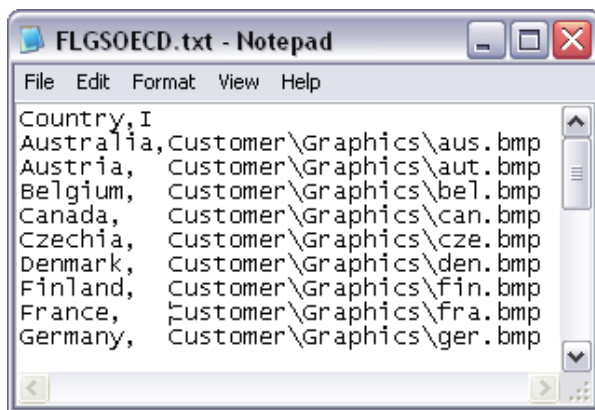 FLGSOECD.txt - Notepad
File Edit Format View Help
Country,I
Australia,Customer\Graphics\aus.bmp
Austria,  Customer\Graphics\aut.bmp
Belgium,  Customer\Graphics\bel.bmp
Canada,   Customer\Graphics\can.bmp
Czechia,  Customer\Graphics\cze.bmp
Denmark,  Customer\Graphics\den.bmp
Finland,  Customer\Graphics\fin.bmp
France,   Customer\Graphics\fra.bmp
Germany,  Customer\Graphics\ger.bmp